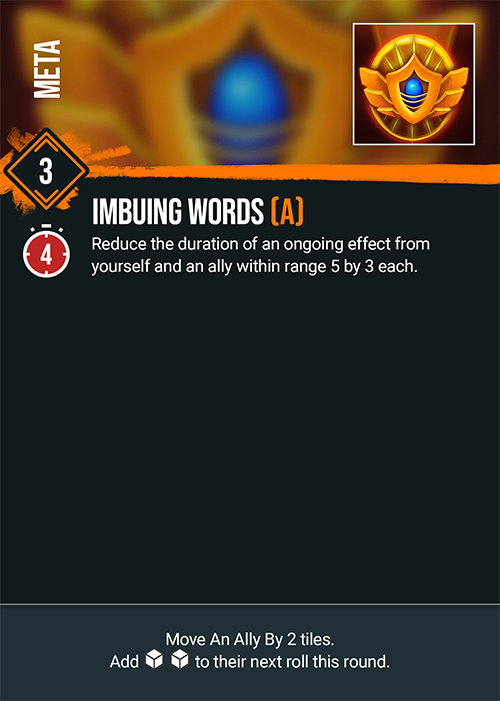 META
3
IMBUING WORDS (A)
4
Reduce the duration of an ongoing effect from
yourself and an ally within range 5 by 3 each.
Move An Ally By 2 tiles.
Add to their next roll this round.